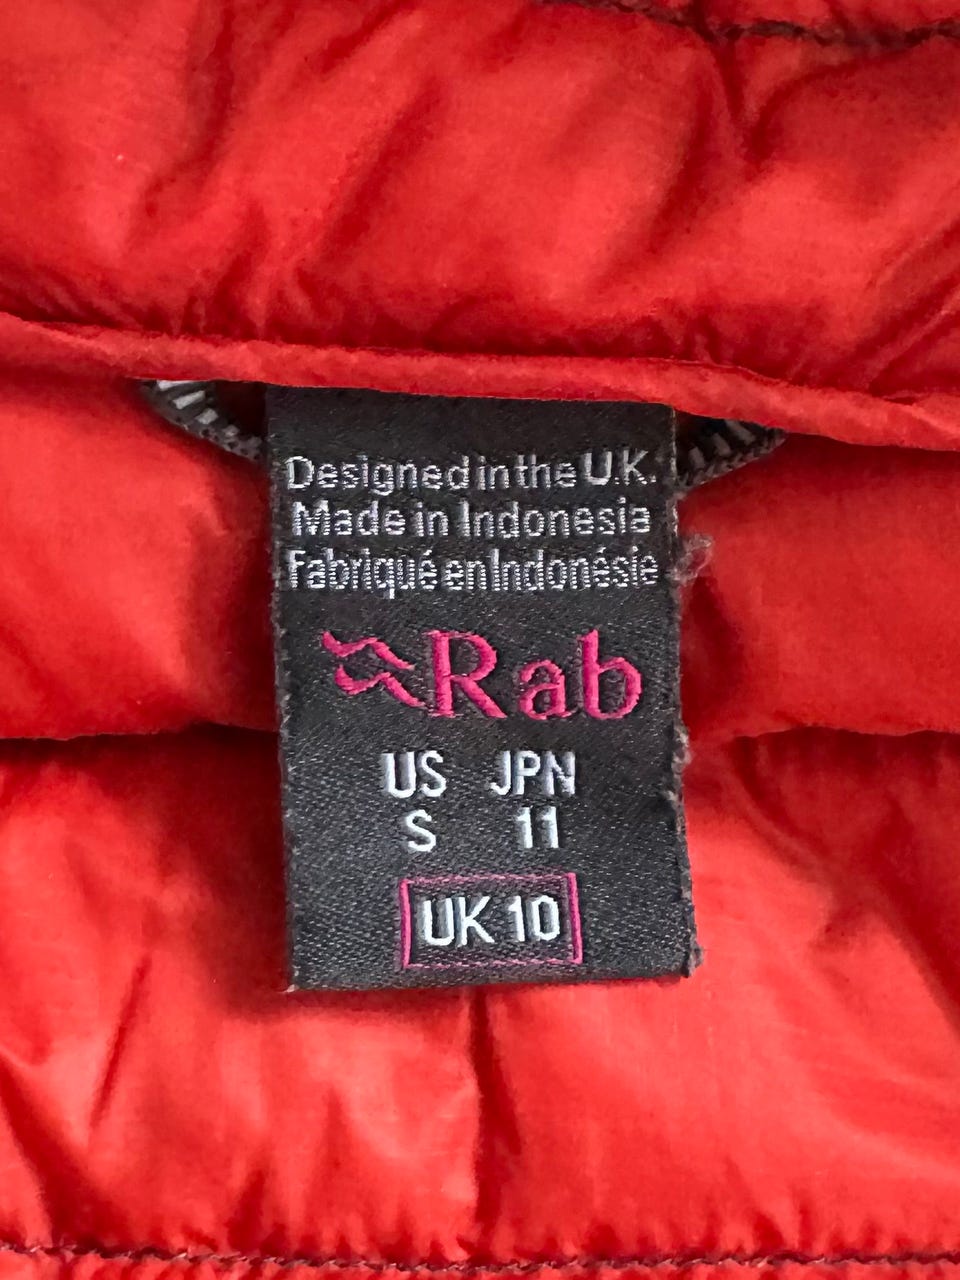 Designed in the U.K.
Made in Indonesia
Fabriqué en Indonésie
Rab
US JPN
S 11
UK 10